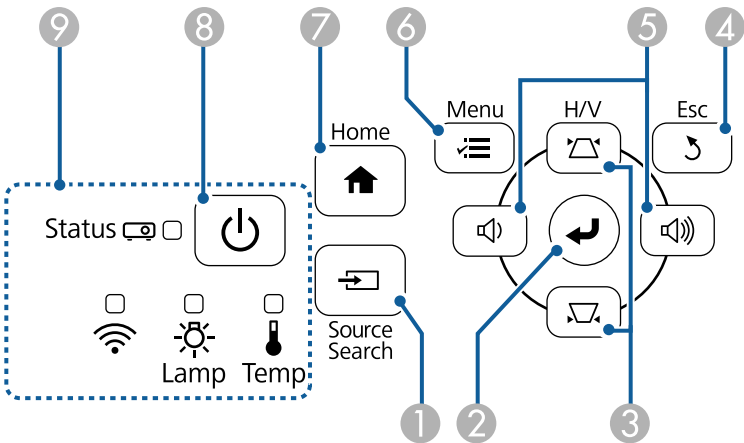 9 8 7 6 5 4
Menu H/V Esc
Home
Status
Source
Search
Lamp Temp
1 2 3